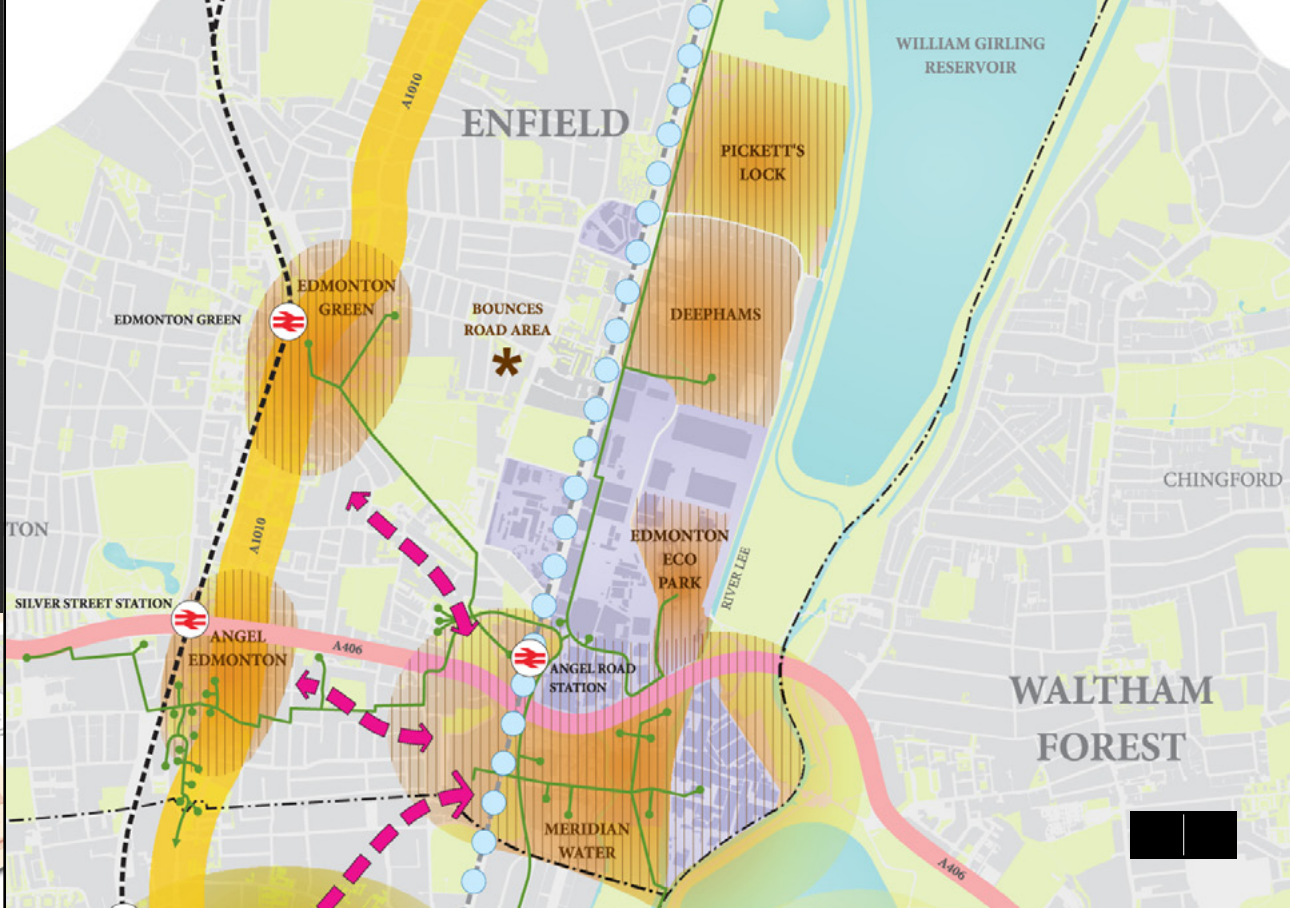 WILLIAM GIRLING
RESERVOIR
A1010
ENFIELD
PICKETT'S
LOCK
EDMONTON
GREEN
EDMONTON GREEN
BOUNCES
ROAD AREA
*
DEEPHAMS
CHINGFORD
TON
A1010
EDMONTON
ECO
PARK
RIVER LEE
SILVER STREET STATION
ANGEL
EDMONTON
A406
ANGEL ROAD
STATION
WALTHAM
FOREST
MERIDIAN
WATER
A406